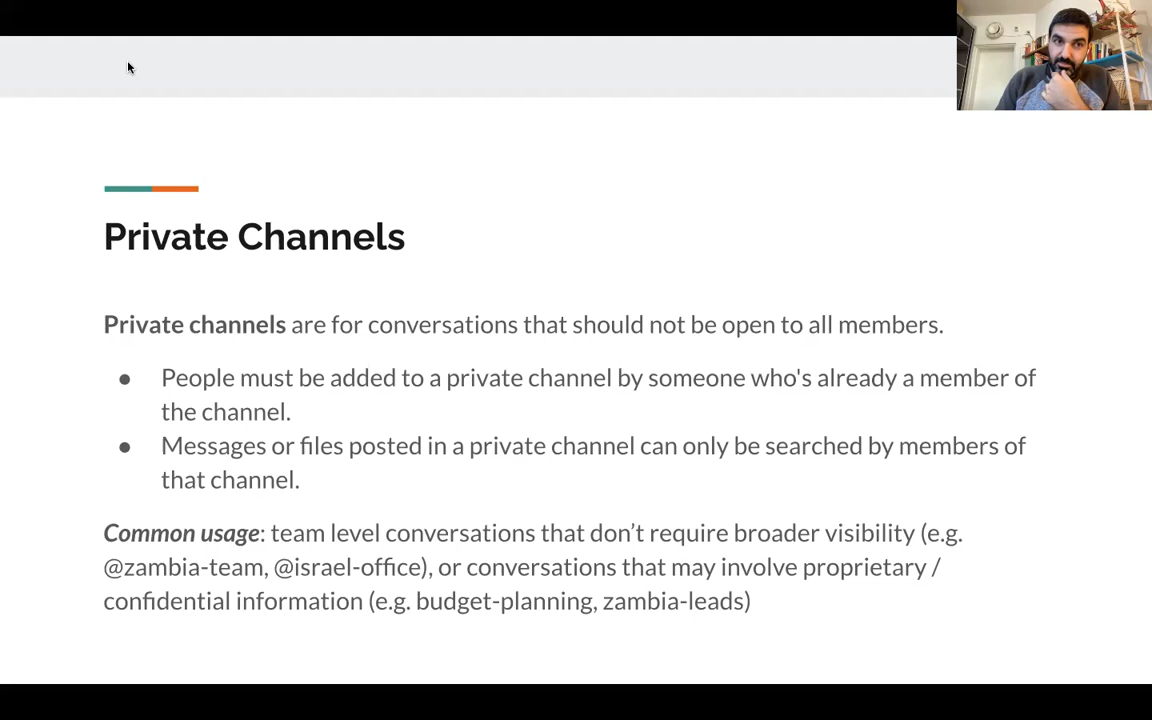 Private Channels
Private channels are for conversations that should not be open to all members.
● People must be added to a private channel by someone who's already a member of
the channel.
● Messages or files posted in a private channel can only be searched by members of
that channel.
Common usage: team level conversations that don’t require broader visibility (e.g.
@zambia-team, @israel-office), or conversations that may involve proprietary /
confidential information (e.g. budget-planning, zambia-leads)